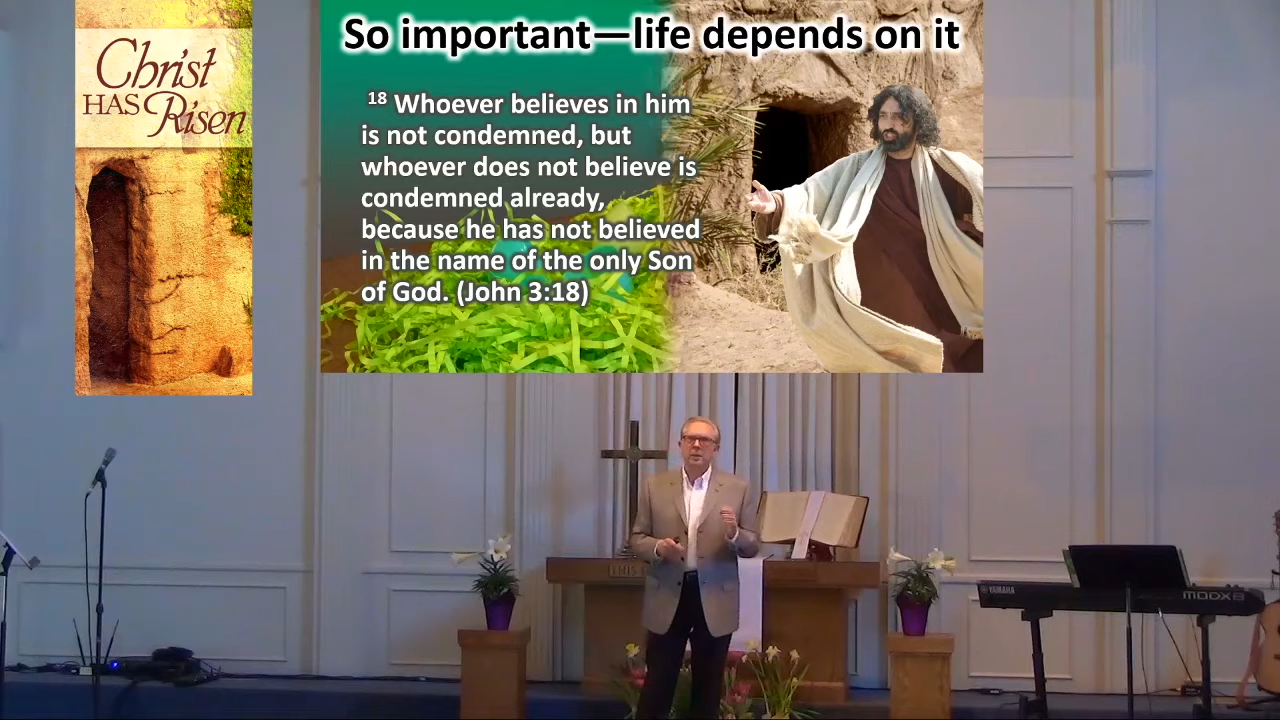 Christ
HAS Risen
So important—life depends on it
18 Whoever believes in him
is not condemned, but
whoever does not believe is
condemned already,
because he has not believed
in the name of the only Son
of God. (John 3:18)
THIS
YAMAHA
MODX8